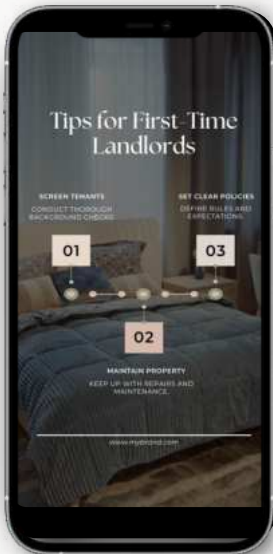 Tips for First-Time
Landlords
SCREEN TENANTS
CONDUCT THOROUGH
BACKGROUND CHECKS
01
SET CLEAR POLICIES
DEFINE RULES AND
EXPECTATIONS.
03
02
MAINTAIN PROPERTY
KEEP UP WITH REPAIRS AND
MAINTENANCE.
www.mybrand.com